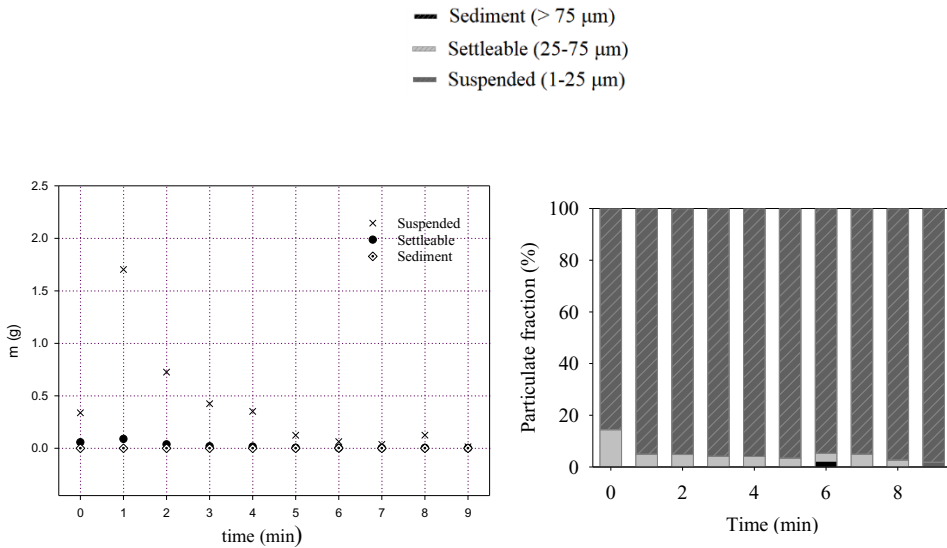 Sediment (> 75 μm)
Settleable (25-75 μm)
Suspended (1-25 μm)
2.5
2.0
1.5
1.0
0.5
0.0
m (g)
Suspended
Settleable
Sediment
0 1 2 3 4 5 6 7 8 9
time (min)
100
80
60
40
20
0
Particulate fraction (%)
0 2 4 6 8
Time (min)